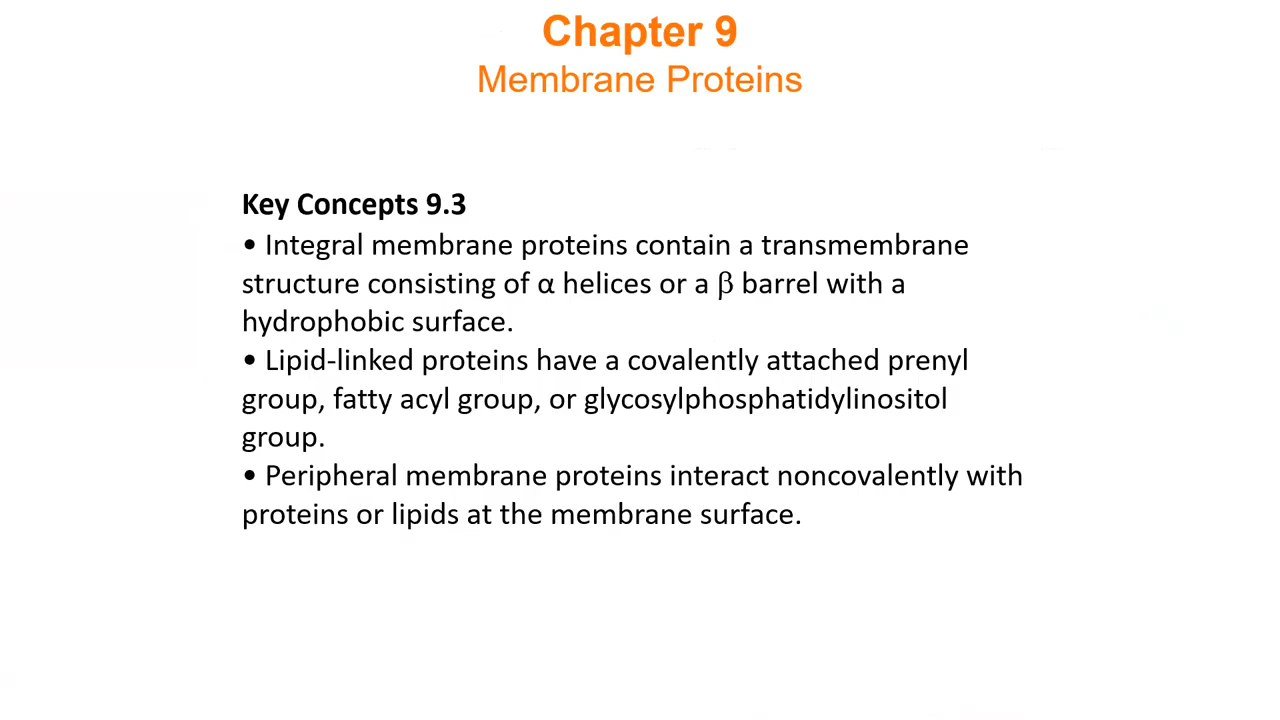 Chapter 9
Membrane Proteins
Key Concepts 9.3
• Integral membrane proteins contain a transmembrane
structure consisting of α helices or a β barrel with a
hydrophobic surface.
• Lipid-linked proteins have a covalently attached prenyl
group, fatty acyl group, or glycosylphosphatidylinositol
group.
• Peripheral membrane proteins interact noncovalently with
proteins or lipids at the membrane surface.